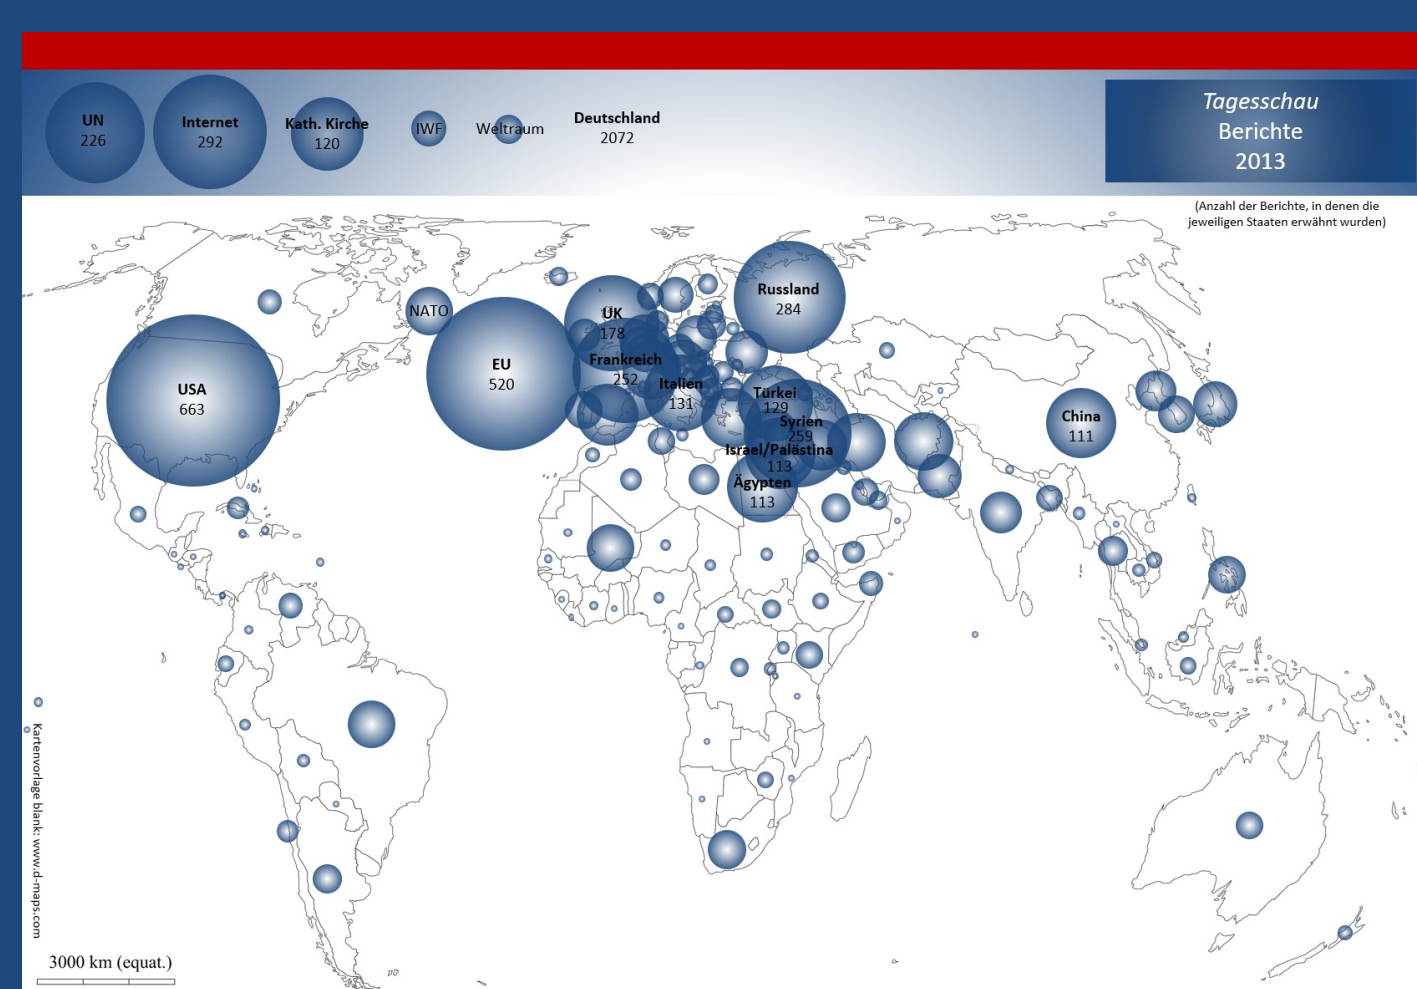 UN
226
Internet
292
Kath. Kirche
120
IWF
Weltraum
Deutschland
2072
Tagesschau
Berichte
2013
(Anzahl der Berichte, in denen die
jeweiligen Staaten erwähnt wurden)
NATO
USA
663
EU
520
UK
178
Frankreich
252
Italien
131
Russland
284
Türkei
129
Syrien
259
Israel/Palästina
113
Ägypten
113
China
111
Kartenvorlage blank: www.d-maps.com
3000 km (equat.)